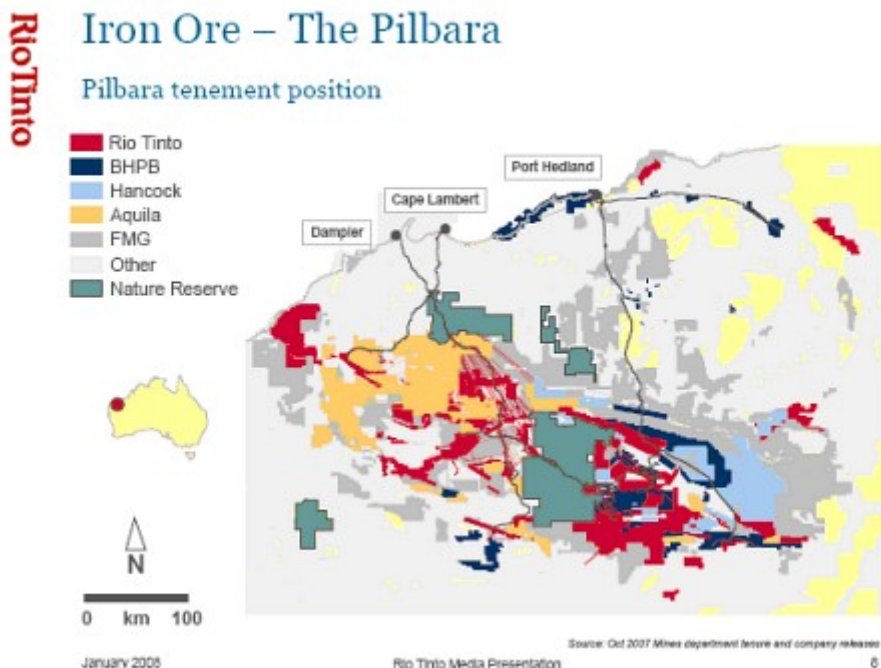 RioTinto
Iron Ore – The Pilbara
Pilbara tenement position
Rio Tinto
BHPB
Hancock
Aquila
FMG
Other
Nature Reserve
Port Hedland
Cape Lambert
Dampier
N
0 km 100
Source: Oct 2007 Mines department tenure and company releases
January 2008
Rio Tinto Media Presentation